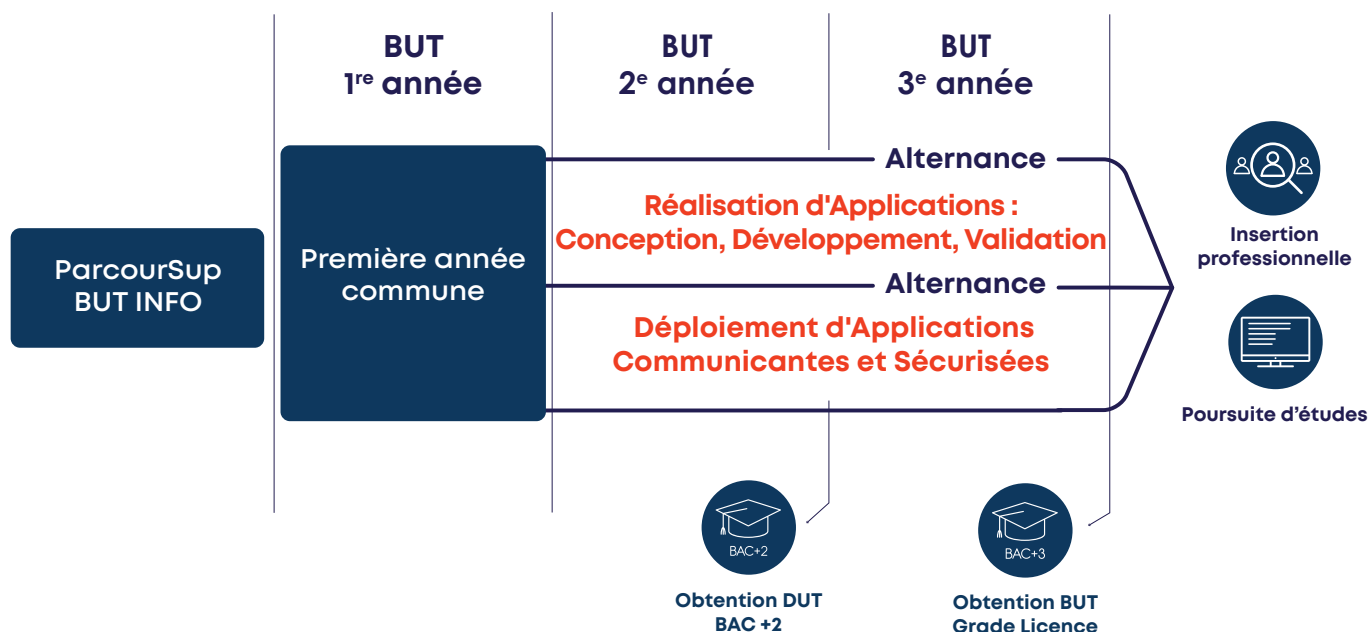 BUT
1re année
BUT
2e année
BUT
3e année
ParcourSup
BUT INFO
Première année
commune
Alternance
Réalisation d'Applications :
Conception, Développement, Validation
Alternance
Déploiement d'Applications
Communicantes et Sécurisées
Insertion
professionnelle
Poursuite d’études
BAC+2
Obtention DUT
BAC +2
BAC+3
Obtention BUT
Grade Licence